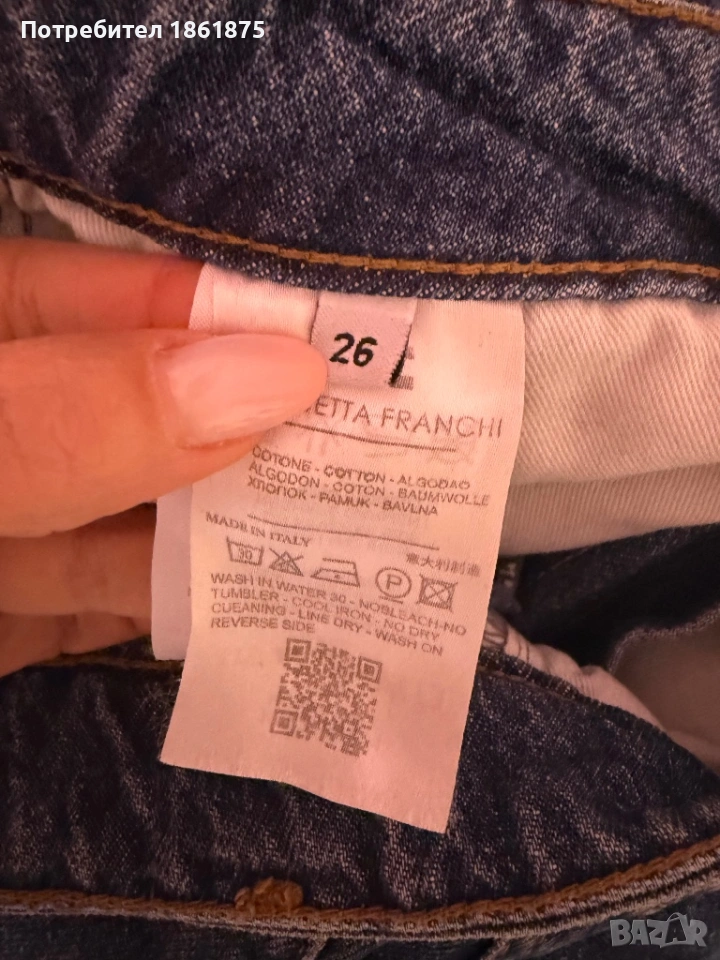 Потребител 1861875
26
ETTA FRANCHI
COTONE - COTTON - ALGODAO
ALGODON - COTON - BAUMWOLLE
ХЛОПОК - PAMUK - BAVLNA
MADE IN ITALY
意大利制造
30
P
WASH IN WATER 30 - NOBLEACH-NO
TUMBLER - COOL IRON - NO DRY
CLEANING - LINE DRY - WASH ON
REVERSE SIDE
BAZAR